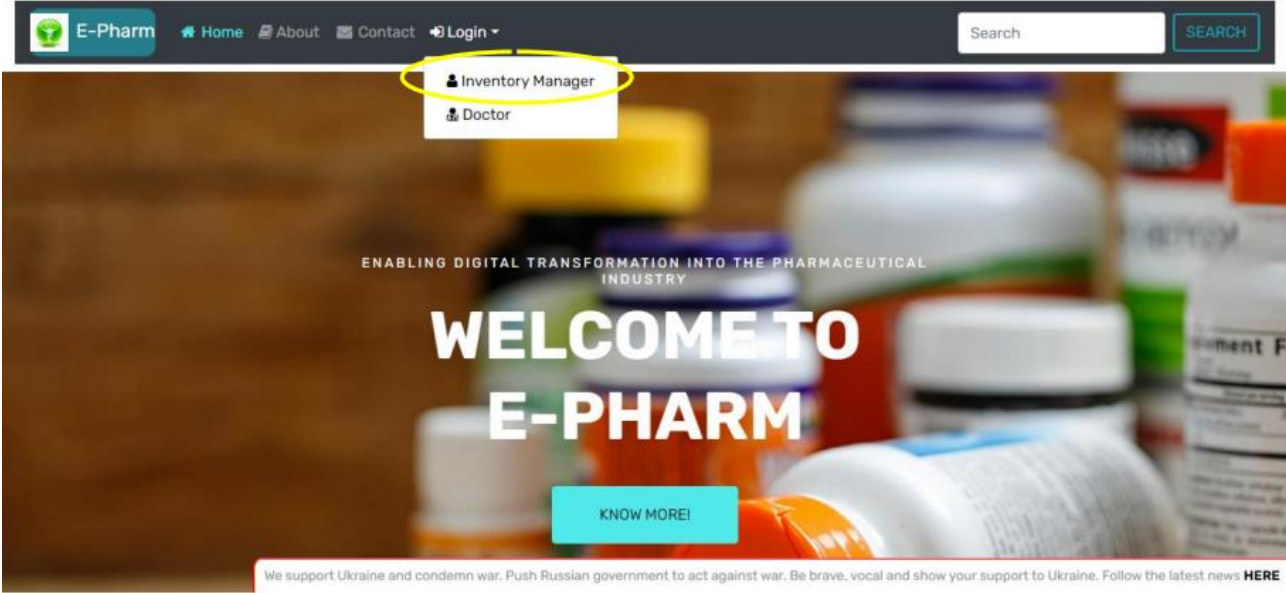 E-Pharm Home About Contact Login Search SEARCH
Inventory Manager
Doctor
ENABLING DIGITAL TRANSFORMATION INTO THE PHARMACEUTICAL
INDUSTRY
WELCOME TO
E-PHARM
KNOW MORE!
We support Ukraine and condemn war. Push Russian government to act against war. Be brave, vocal and show your support to Ukraine. Follow the latest news HERE